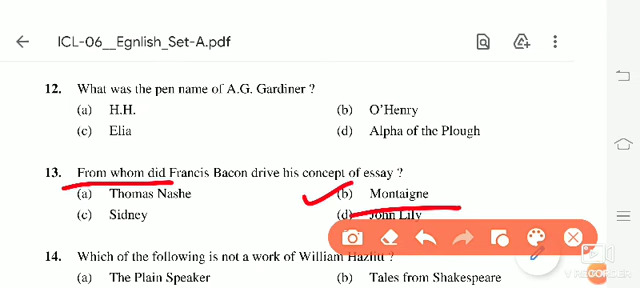 ICL-06__Egnlish_Set-A.pdf
12. What was the pen name of A.G. Gardiner ?
(a) H.H. (b) O'Henry
(c) Elia (d) Alpha of the Plough
13. From whom did Francis Bacon drive his concept of essay ?
(a) Thomas Nashe (b) Montaigne
(c) Sidney (d) John Lily
14. Which of the following is not a work of William Hazlitt ?
(a) The Plain Speaker (b) Tales from Shakespeare
V RECORDER